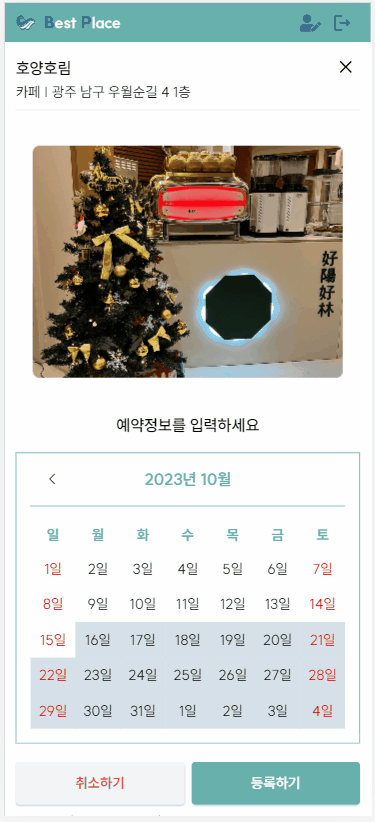 Best Place
호양호림
카페 | 광주 남구 우월순길 4 1층
好陽好林
예약정보를 입력하세요
2023년 10월
일 월 화 수 목 금 토
1일 2일 3일 4일 5일 6일 7일
8일 9일 10일 11일 12일 13일 14일
15일 16일 17일 18일 19일 20일 21일
22일 23일 24일 25일 26일 27일 28일
29일 30일 31일 1일 2일 3일 4일
취소하기 등록하기